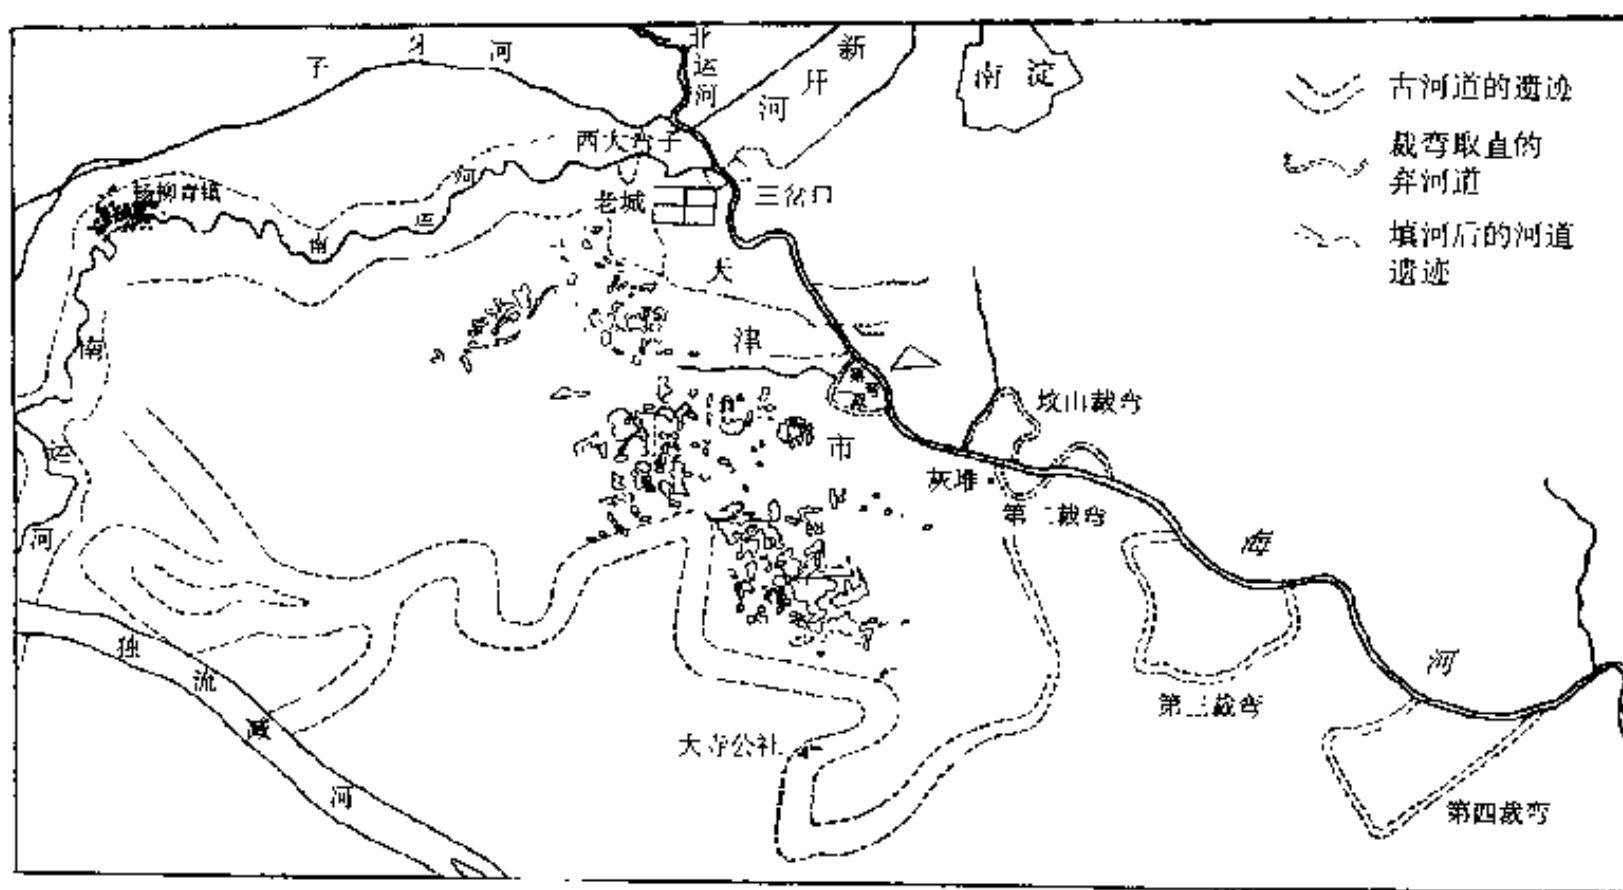 子牙河
北运河
新开河
南淀
古河道的遗迹
裁弯取直的
弃河道
填河后的河道
遗迹
西大弯子
杨柳青镇
南运河
老城
三岔口
天津市
南运河
坟山裁弯
灰堆
第二裁弯
海河
第三裁弯
独流减河
大寺公社
第四裁弯